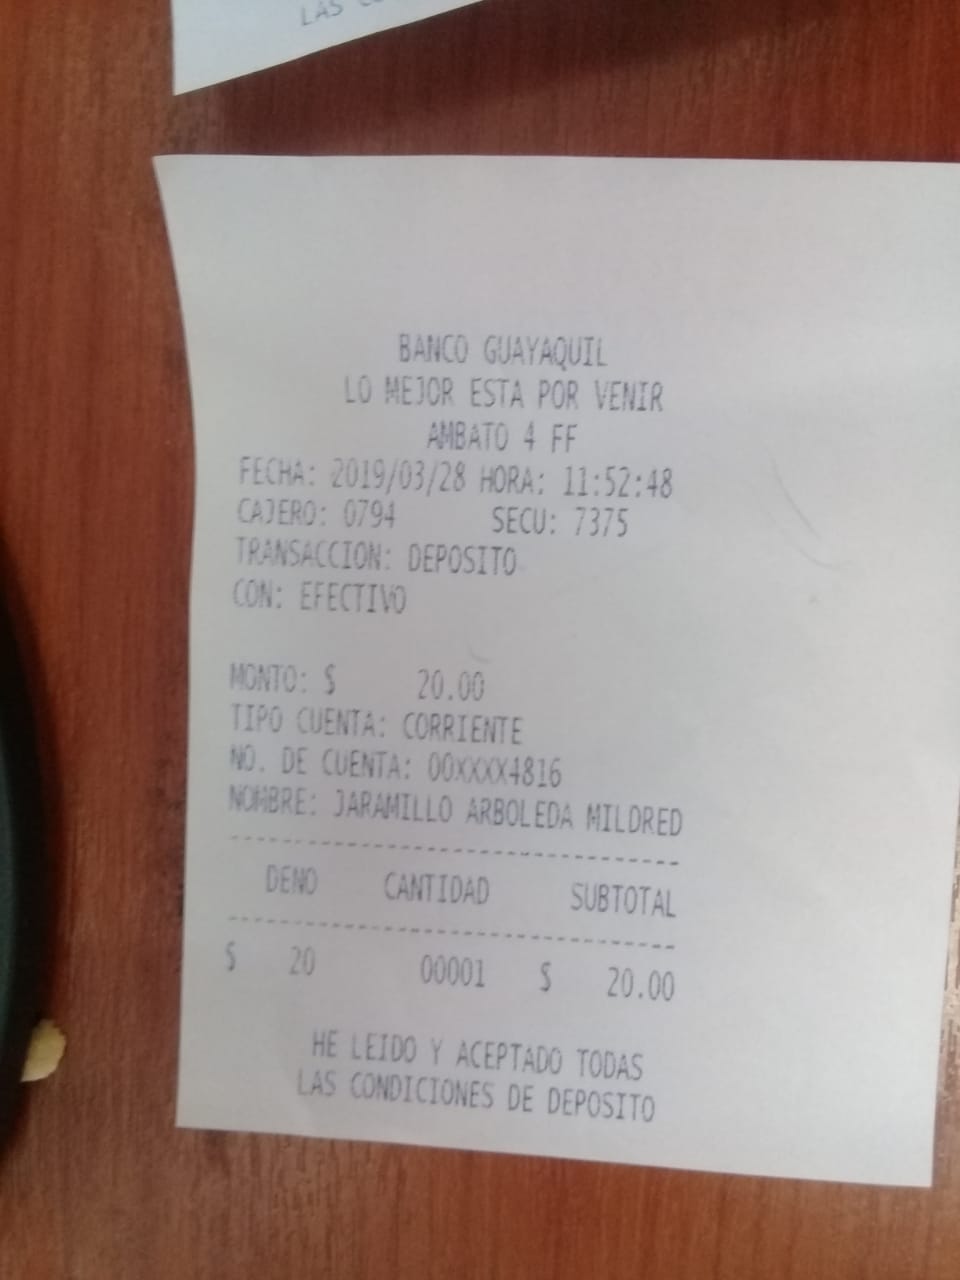 LAS
BANCO GUAYAQUIL
LO MEJOR ESTA POR VENIR
AMBATO 4 FF
FECHA: 2019/03/28 HORA: 11:52:48
CAJERO: 0794 SECU: 7375
TRANSACCION: DEPOSITO
CON: EFECTIVO
MONTO: $ 20.00
TIPO CUENTA: CORRIENTE
NO. DE CUENTA: 00XXXX4816
NOMBRE: JARAMILLO ARBOLEDA MILDRED
DENO CANTIDAD SUBTOTAL
$ 20 00001 $ 20.00
HE LEIDO Y ACEPTADO TODAS
LAS CONDICIONES DE DEPOSITO